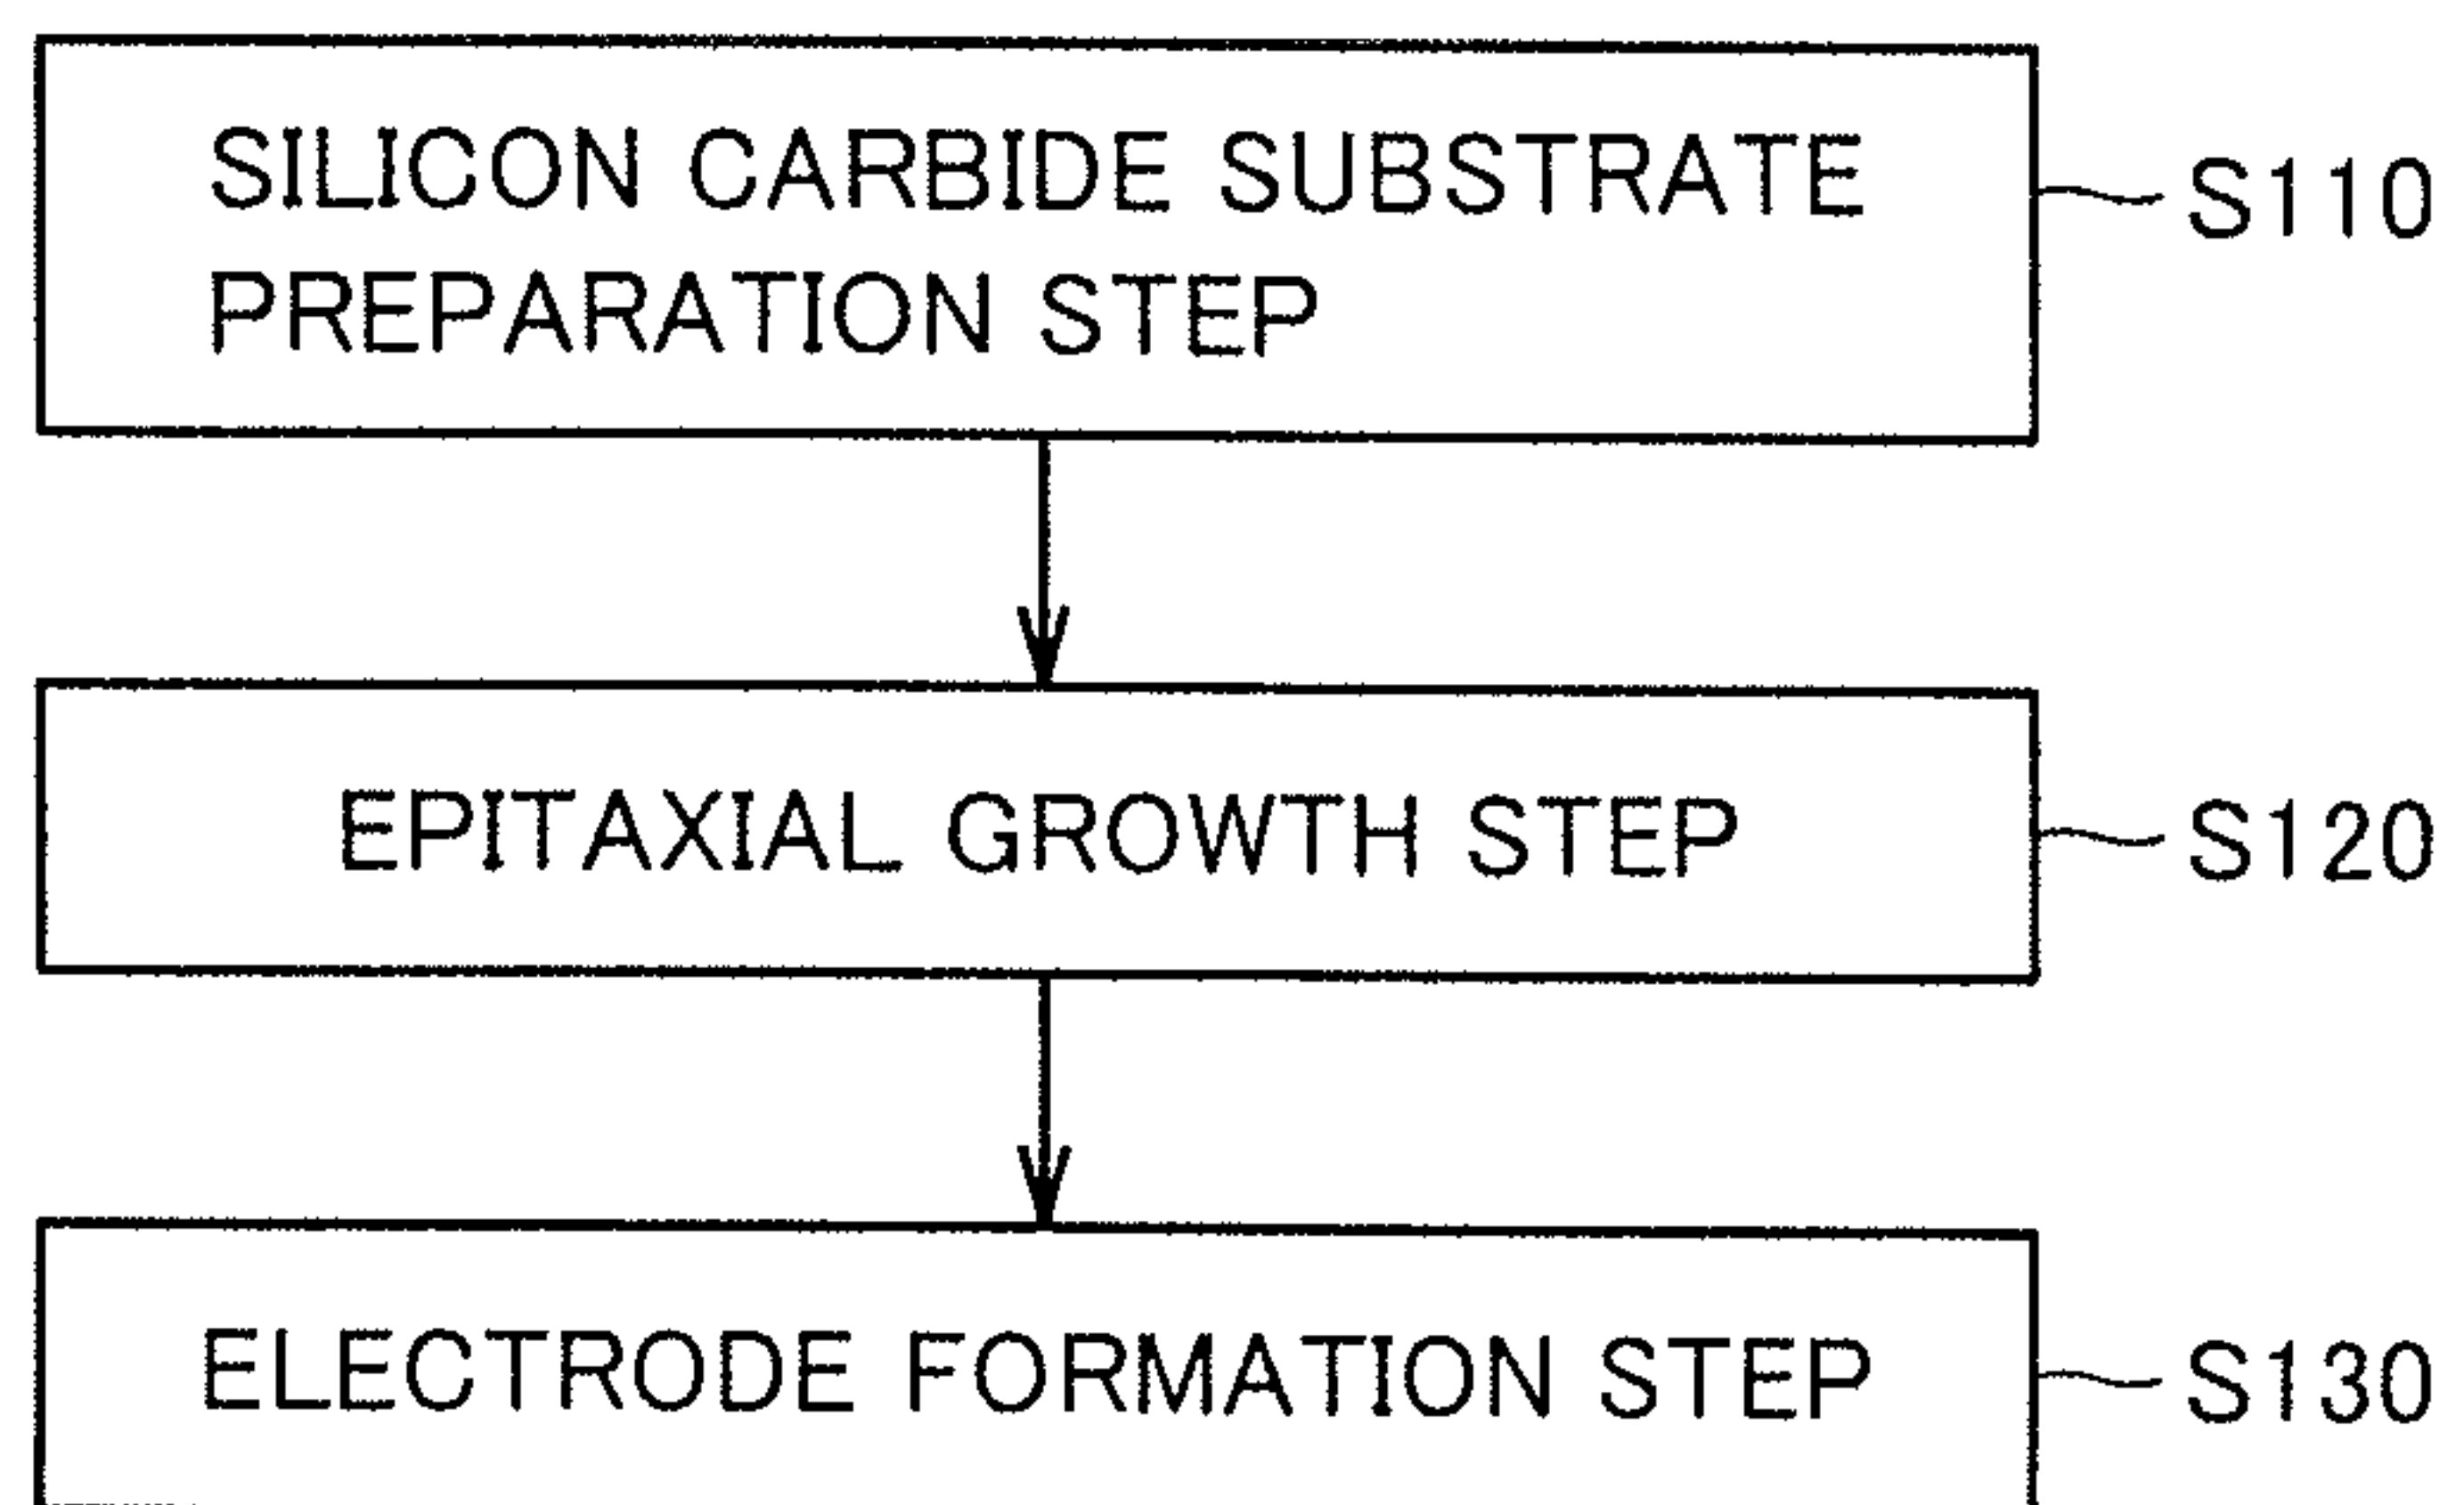 SILICON CARBIDE SUBSTRATE
PREPARATION STEP
S110
EPITAXIAL GROWTH STEP
S120
ELECTRODE FORMATION STEP
S130